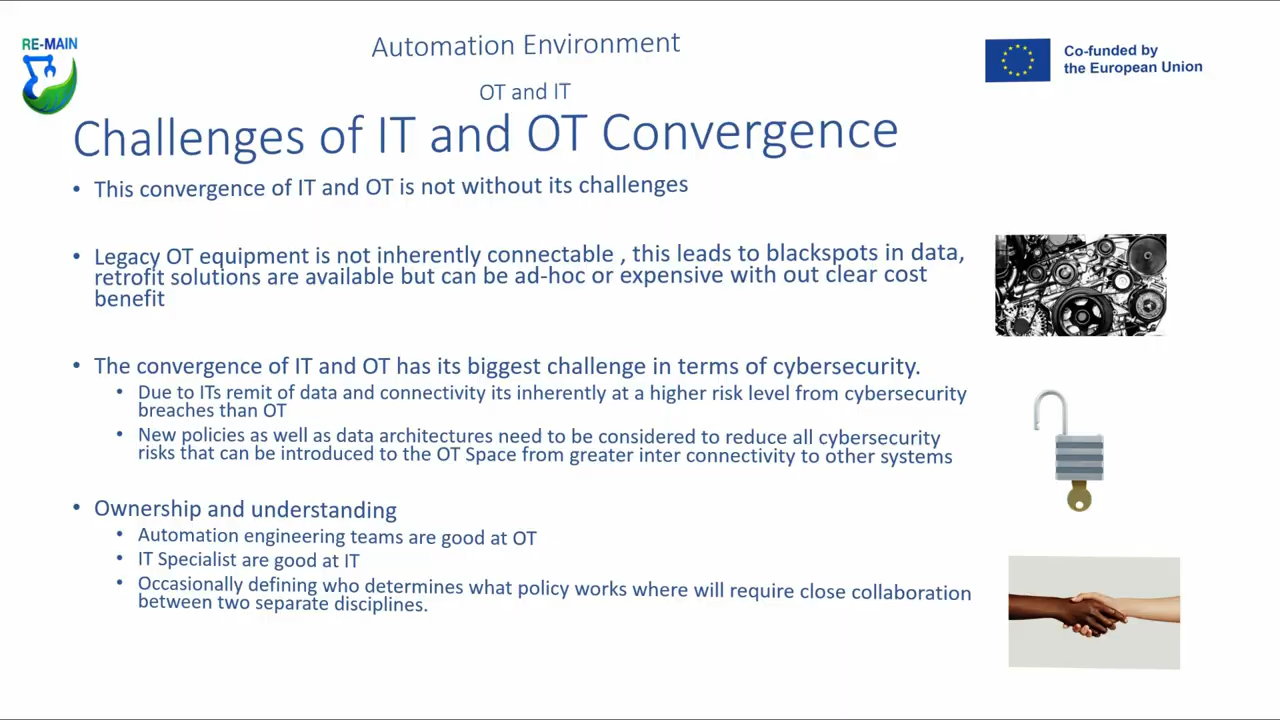 RE-MAIN
Automation Environment
Co-funded by
the European Union
OT and IT
Challenges of IT and OT Convergence
• This convergence of IT and OT is not without its challenges
• Legacy OT equipment is not inherently connectable , this leads to blackspots in data,
retrofit solutions are available but can be ad-hoc or expensive with out clear cost
benefit
• The convergence of IT and OT has its biggest challenge in terms of cybersecurity.
• Due to ITs remit of data and connectivity its inherently at a higher risk level from cybersecurity
breaches than OT
• New policies as well as data architectures need to be considered to reduce all cybersecurity
risks that can be introduced to the OT Space from greater inter connectivity to other systems
• Ownership and understanding
• Automation engineering teams are good at OT
• IT Specialist are good at IT
• Occasionally defining who determines what policy works where will require close collaboration
between two separate disciplines.